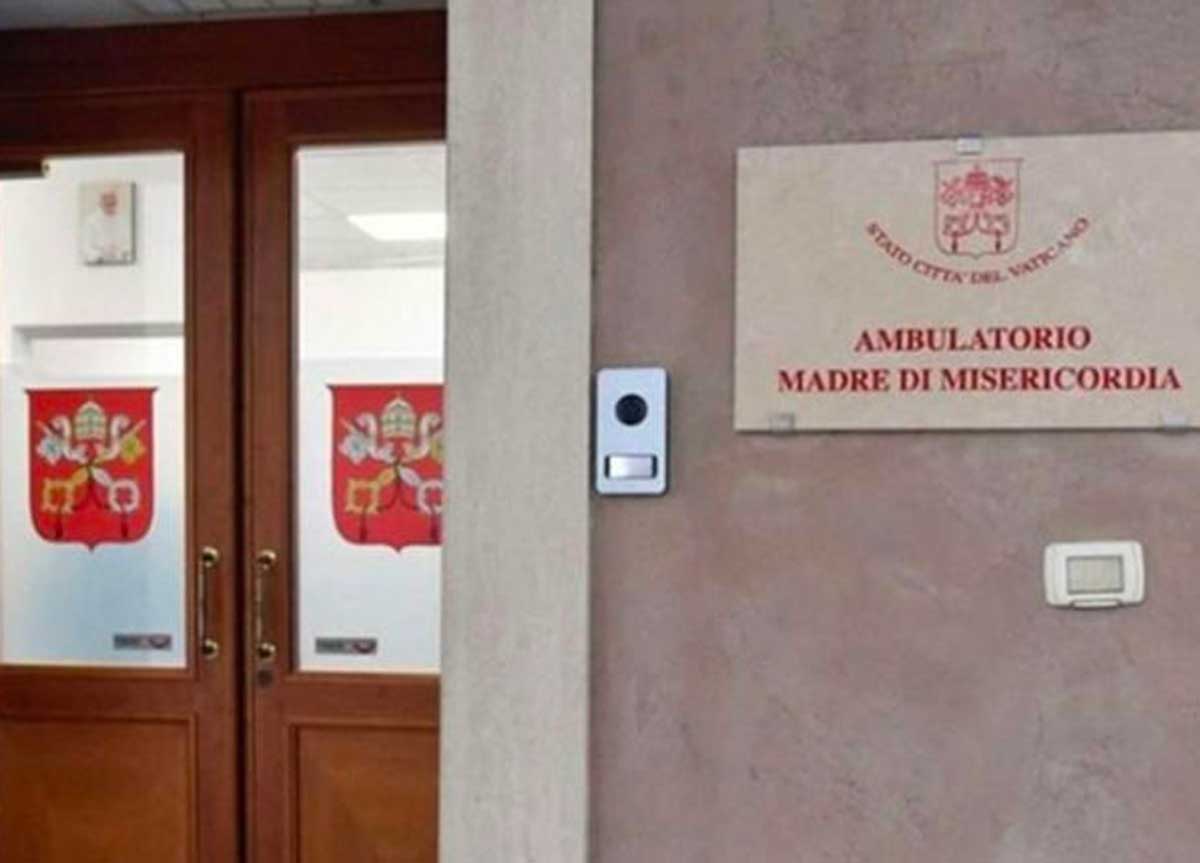 STATO CITTA' DEL VATICANO
AMBULATORIO
MADRE DI MISERICORDIA